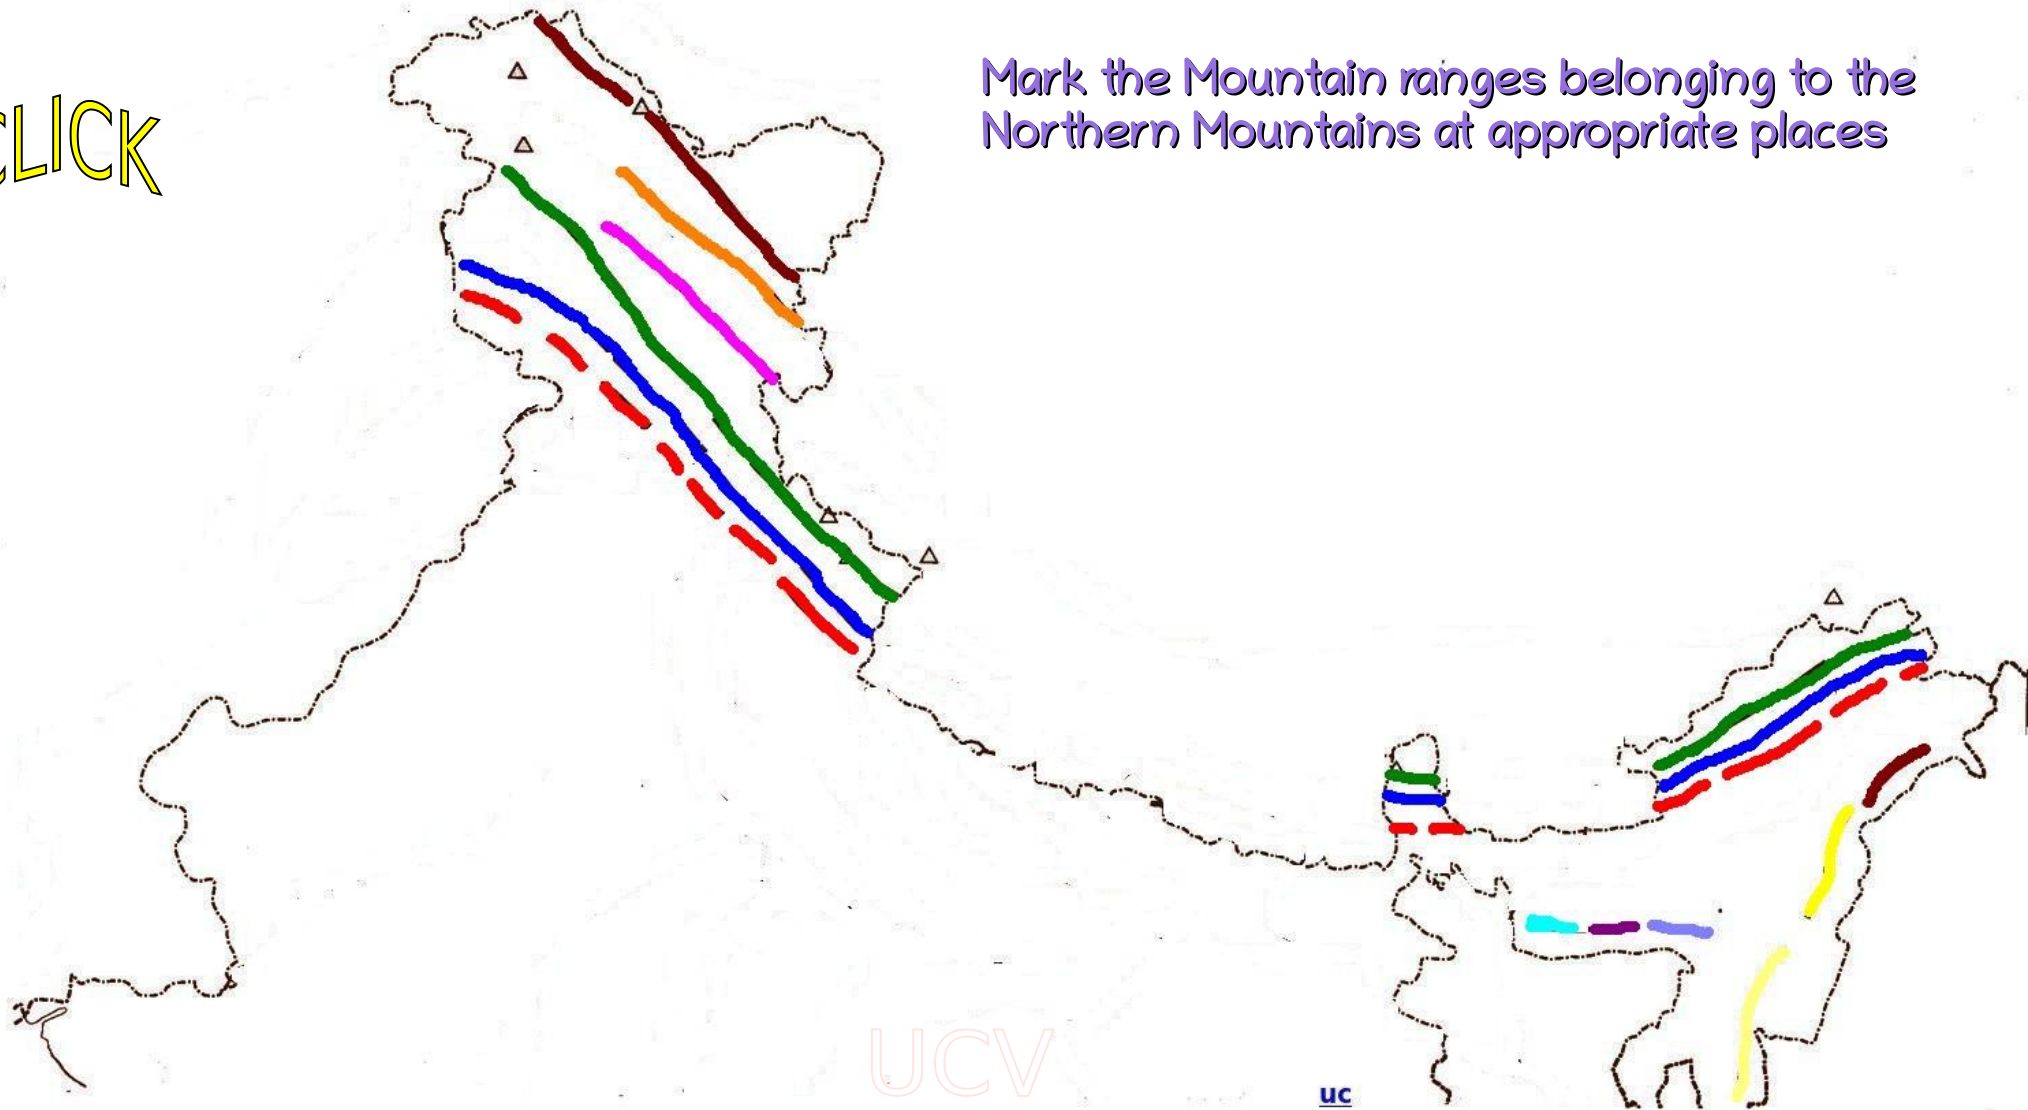 Mark the Mountain ranges belonging to the
Northern Mountains at appropriate places
CLICK
UCV
uc